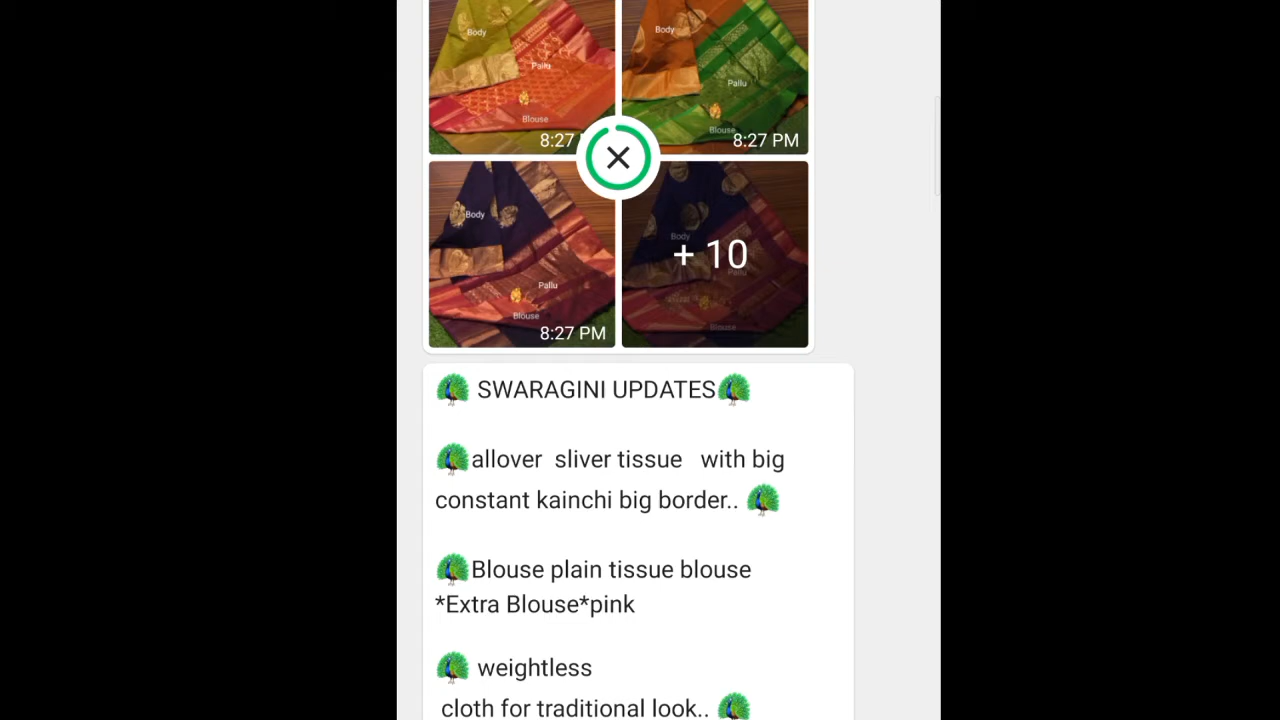 Body
Pallu
Blouse
8:27
Body
Pallu
Blouse
8:27 PM
Body
Pallu
Blouse
8:27 PM
Body
+ 10
Pallu
Blouse
🦚 SWARAGINI UPDATES🦚
🦚allover sliver tissue with big
constant kainchi big border.. 🦚
🦚Blouse plain tissue blouse
*Extra Blouse*pink
🦚 weightless
cloth for traditional look.. 🦚